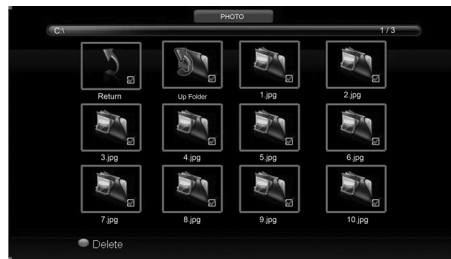 PHOTO
C:\ 1 / 3
Return Up Folder 1.jpg 2.jpg
3.jpg 4.jpg 5.jpg 6.jpg
7.jpg 8.jpg 9.jpg 10.jpg
Delete